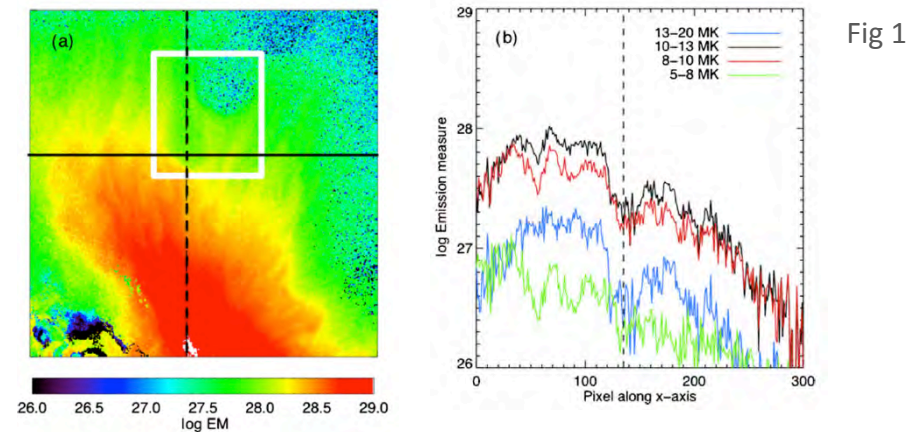 (a)
26.0 26.5 27.0 27.5 28.0 28.5 29.0
log EM
(b)
13-20 MK
10-13 MK
8-10 MK
5-8 MK
29
28
27
26
log Emission measure
0 100 200 300
Pixel along x-axis
Fig 1